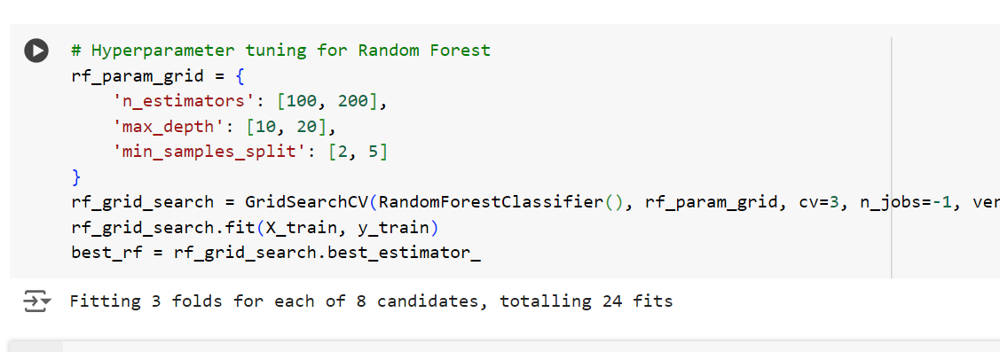 # Hyperparameter tuning for Random Forest
rf_param_grid = {
    'n_estimators': [100, 200],
    'max_depth': [10, 20],
    'min_samples_split': [2, 5]
}
rf_grid_search = GridSearchCV(RandomForestClassifier(), rf_param_grid, cv=3, n_jobs=-1, ver
rf_grid_search.fit(X_train, y_train)
best_rf = rf_grid_search.best_estimator_
Fitting 3 folds for each of 8 candidates, totalling 24 fits